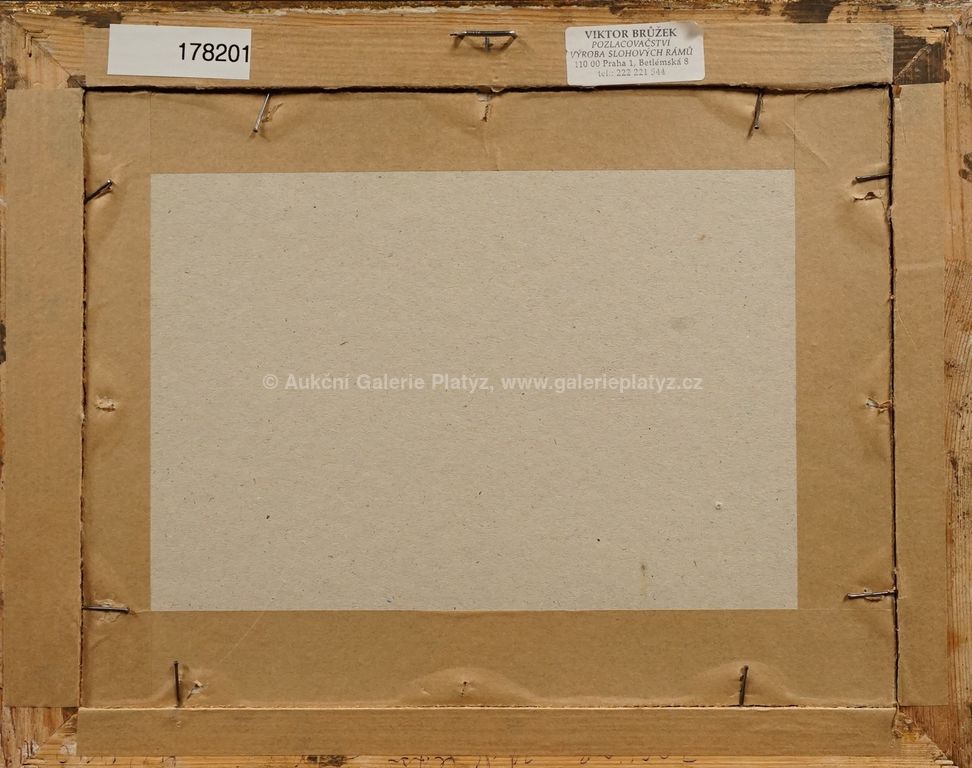 178201
VIKTOR BRŮŽEK
POZLACOVAČSTVÍ
VÝROBA SLOHOVÝCH RÁMŮ
110 00 Praha 1, Betlémská 8
tel.: 222 221 544
© Aukční Galerie Platýz, www.galerieplatyz.cz